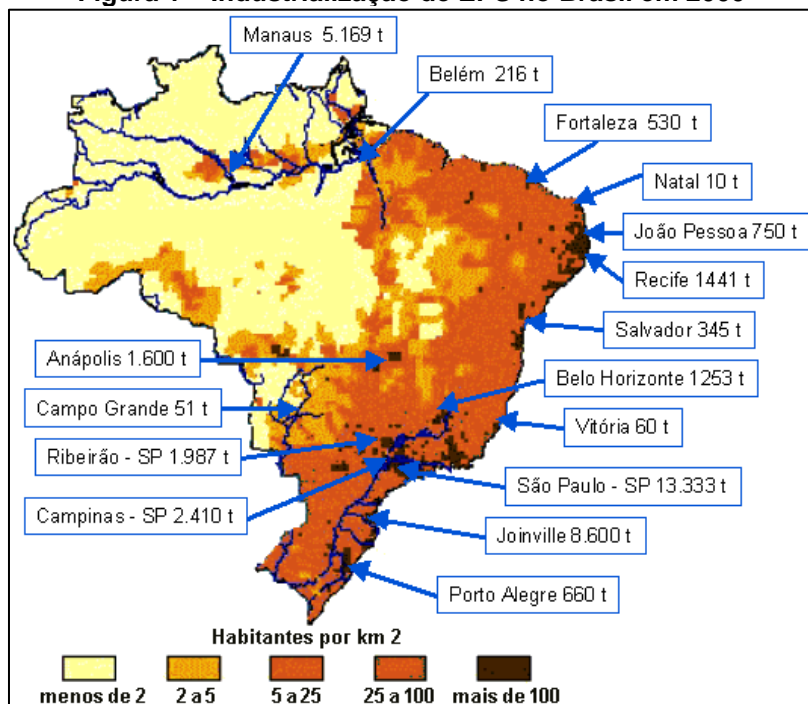 Manaus 5.169 t
Belém 216 t
Fortaleza 530 t
Natal 10 t
João Pessoa 750 t
Recife 1441 t
Salvador 345 t
Anápolis 1.600 t
Belo Horizonte 1253 t
Campo Grande 51 t
Vitória 60 t
Ribeirão - SP 1.987 t
São Paulo - SP 13.333 t
Campinas - SP 2.410 t
Joinville 8.600 t
Porto Alegre 660 t
Habitantes por km 2
menos de 2 2 a 5 5 a 25 25 a 100 mais de 100